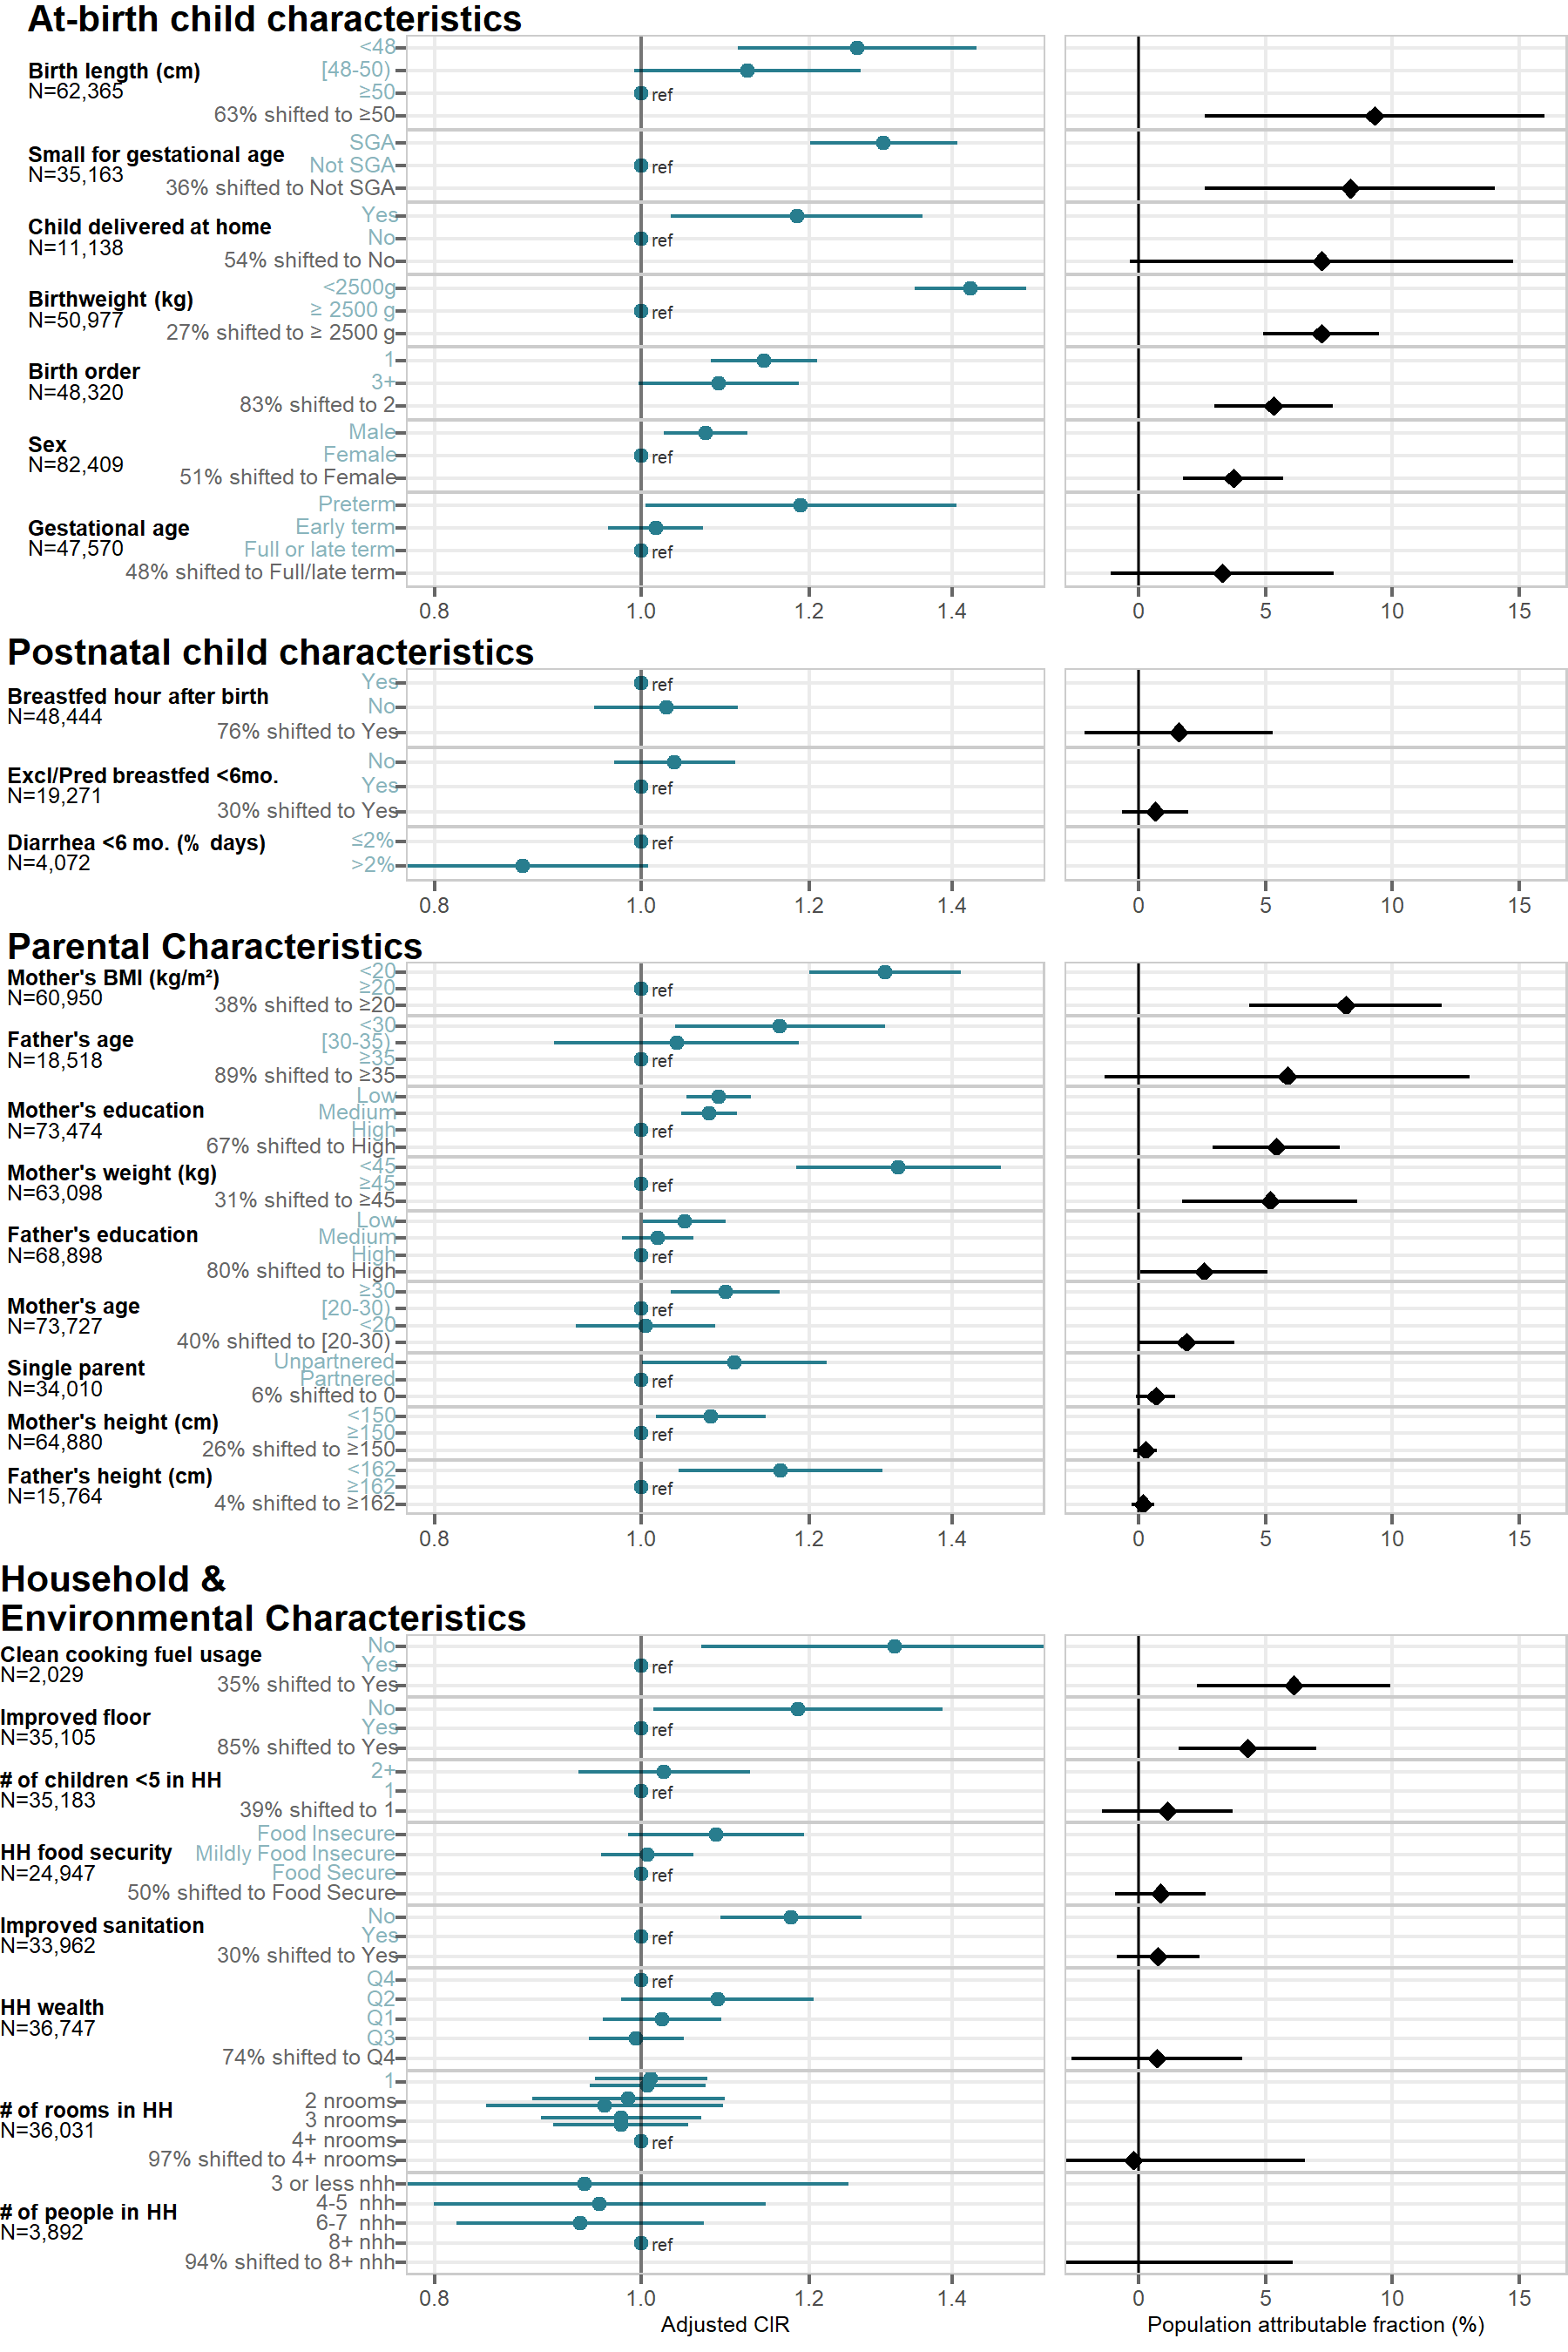 At-birth child characteristics
Birth length (cm)
N=62,365
<48
[48-50)
≥50
63% shifted to ≥50
ref
Small for gestational age
N=35,163
SGA
Not SGA
36% shifted to Not SGA
ref
Child delivered at home
N=11,138
Yes
No
54% shifted to No
ref
Birthweight (kg)
N=50,977
<2500g
≥ 2500 g
27% shifted to ≥ 2500 g
ref
Birth order
N=48,320
1
3+
83% shifted to 2
Sex
N=82,409
Male
Female
51% shifted to Female
ref
Gestational age
N=47,570
Preterm
Early term
Full or late term
48% shifted to Full/late term
ref
0.8 1.0 1.2 1.4
0 5 10 15
Postnatal child characteristics
Breastfed hour after birth
N=48,444
Yes
No
76% shifted to Yes
ref
Excl/Pred breastfed <6mo.
N=19,271
No
Yes
30% shifted to Yes
ref
Diarrhea <6 mo. (% days)
N=4,072
≤2%
>2%
ref
0.8 1.0 1.2 1.4
0 5 10 15
Parental Characteristics
Mother's BMI (kg/m²)
N=60,950
<20
≥20
38% shifted to ≥20
ref
Father's age
N=18,518
<30
[30-35)
≥35
89% shifted to ≥35
ref
Mother's education
N=73,474
Low
Medium
High
67% shifted to High
ref
Mother's weight (kg)
N=63,098
<45
≥45
31% shifted to ≥45
ref
Father's education
N=68,898
Low
Medium
High
80% shifted to High
ref
Mother's age
N=73,727
≥30
[20-30)
<20
40% shifted to [20-30)
ref
Single parent
N=34,010
Unpartnered
Partnered
6% shifted to 0
ref
Mother's height (cm)
N=64,880
<150
≥150
26% shifted to ≥150
ref
Father's height (cm)
N=15,764
<162
≥162
4% shifted to ≥162
ref
0.8 1.0 1.2 1.4
0 5 10 15
Household &
Environmental Characteristics
Clean cooking fuel usage
N=2,029
No
Yes
35% shifted to Yes
ref
Improved floor
N=35,105
No
Yes
85% shifted to Yes
ref
# of children <5 in HH
N=35,183
2+
1
39% shifted to 1
ref
HH food security
N=24,947
Food Insecure
Mildly Food Insecure
Food Secure
50% shifted to Food Secure
ref
Improved sanitation
N=33,962
No
Yes
30% shifted to Yes
ref
HH wealth
N=36,747
Q4
Q2
Q1
Q3
74% shifted to Q4
ref
# of rooms in HH
N=36,031
1
2 nrooms
3 nrooms
4+ nrooms
97% shifted to 4+ nrooms
ref
# of people in HH
N=3,892
3 or less nhh
4-5 nhh
6-7 nhh
8+ nhh
94% shifted to 8+ nhh
ref
0.8 1.0 1.2 1.4
0 5 10 15
Adjusted CIR
Population attributable fraction (%)